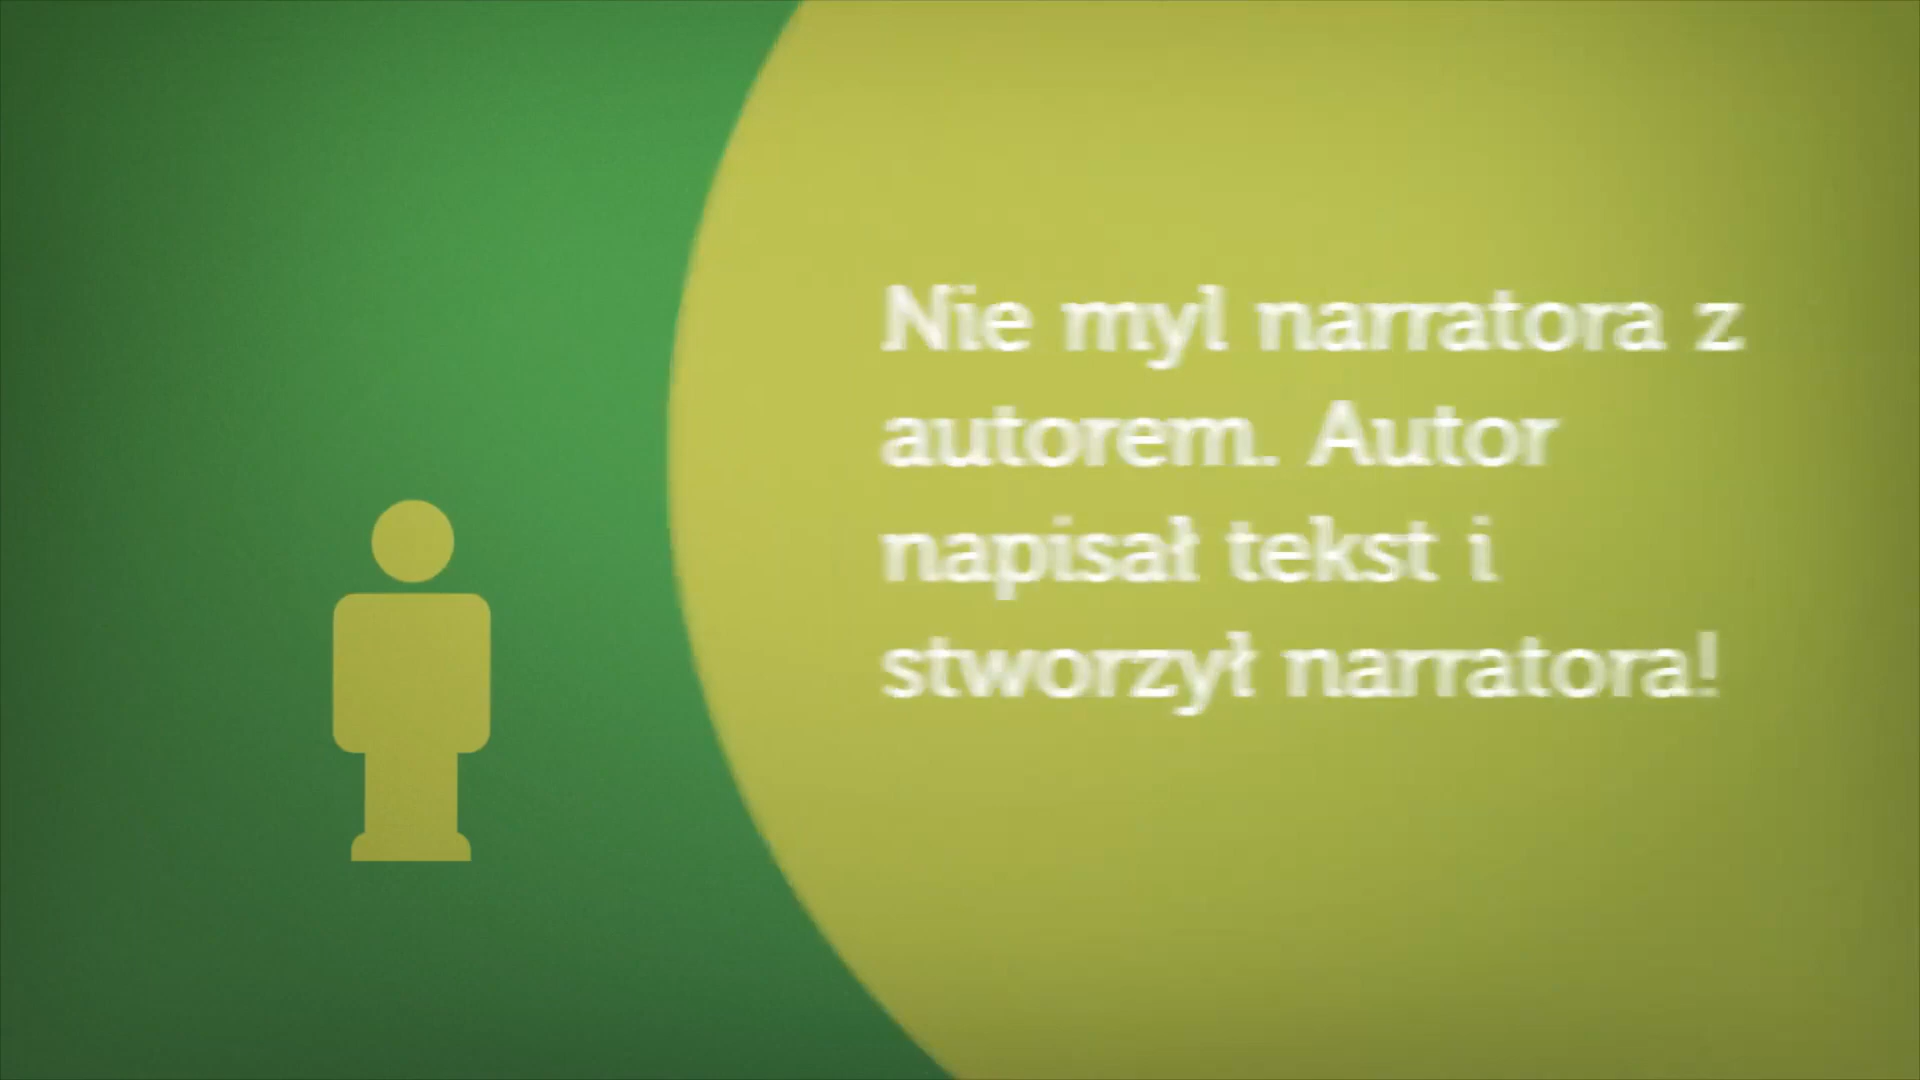 Nie myl narratora z
autorem. Autor
napisał tekst i
stworzył narratora!